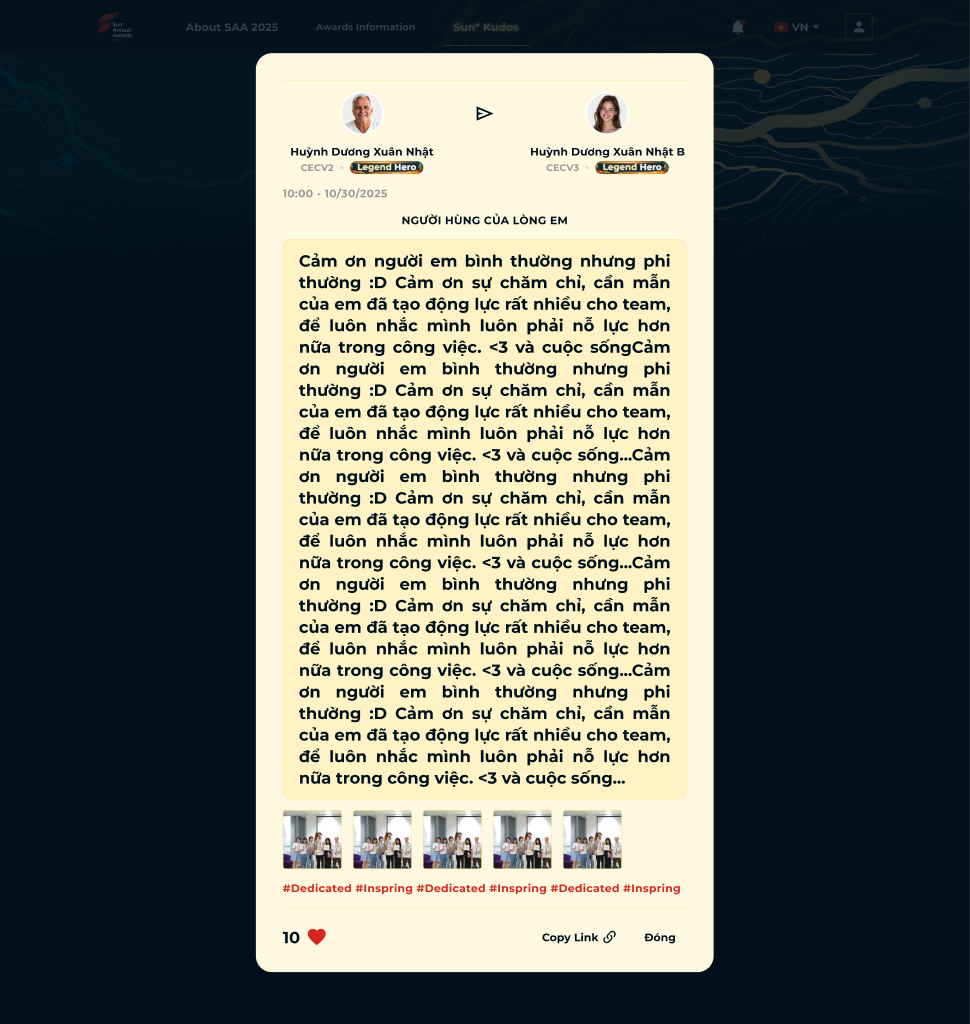 Sun*
Annual
Awards
About SAA 2025
Awards Information
Sun* Kudos
VN
Huỳnh Dương Xuân Nhật
CECV2
Legend Hero
Huỳnh Dương Xuân Nhật B
CECV3
Legend Hero
10:00 - 10/30/2025
NGƯỜI HÙNG CỦA LÒNG EM
Cảm ơn người em bình thường nhưng phi
thường :D Cảm ơn sự chăm chỉ, cần mẫn
của em đã tạo động lực rất nhiều cho team,
để luôn nhắc mình luôn phải nỗ lực hơn
nữa trong công việc. <3 và cuộc sốngCảm
ơn người em bình thường nhưng phi
thường :D Cảm ơn sự chăm chỉ, cần mẫn
của em đã tạo động lực rất nhiều cho team,
để luôn nhắc mình luôn phải nỗ lực hơn
nữa trong công việc. <3 và cuộc sống...Cảm
ơn người em bình thường nhưng phi
thường :D Cảm ơn sự chăm chỉ, cần mẫn
của em đã tạo động lực rất nhiều cho team,
để luôn nhắc mình luôn phải nỗ lực hơn
nữa trong công việc. <3 và cuộc sống...Cảm
ơn người em bình thường nhưng phi
thường :D Cảm ơn sự chăm chỉ, cần mẫn
của em đã tạo động lực rất nhiều cho team,
để luôn nhắc mình luôn phải nỗ lực hơn
nữa trong công việc. <3 và cuộc sống...Cảm
ơn người em bình thường nhưng phi
thường :D Cảm ơn sự chăm chỉ, cần mẫn
của em đã tạo động lực rất nhiều cho team,
để luôn nhắc mình luôn phải nỗ lực hơn
nữa trong công việc. <3 và cuộc sống...
#Dedicated #Inspring #Dedicated #Inspring #Dedicated #Inspring
10
Copy Link
Đóng